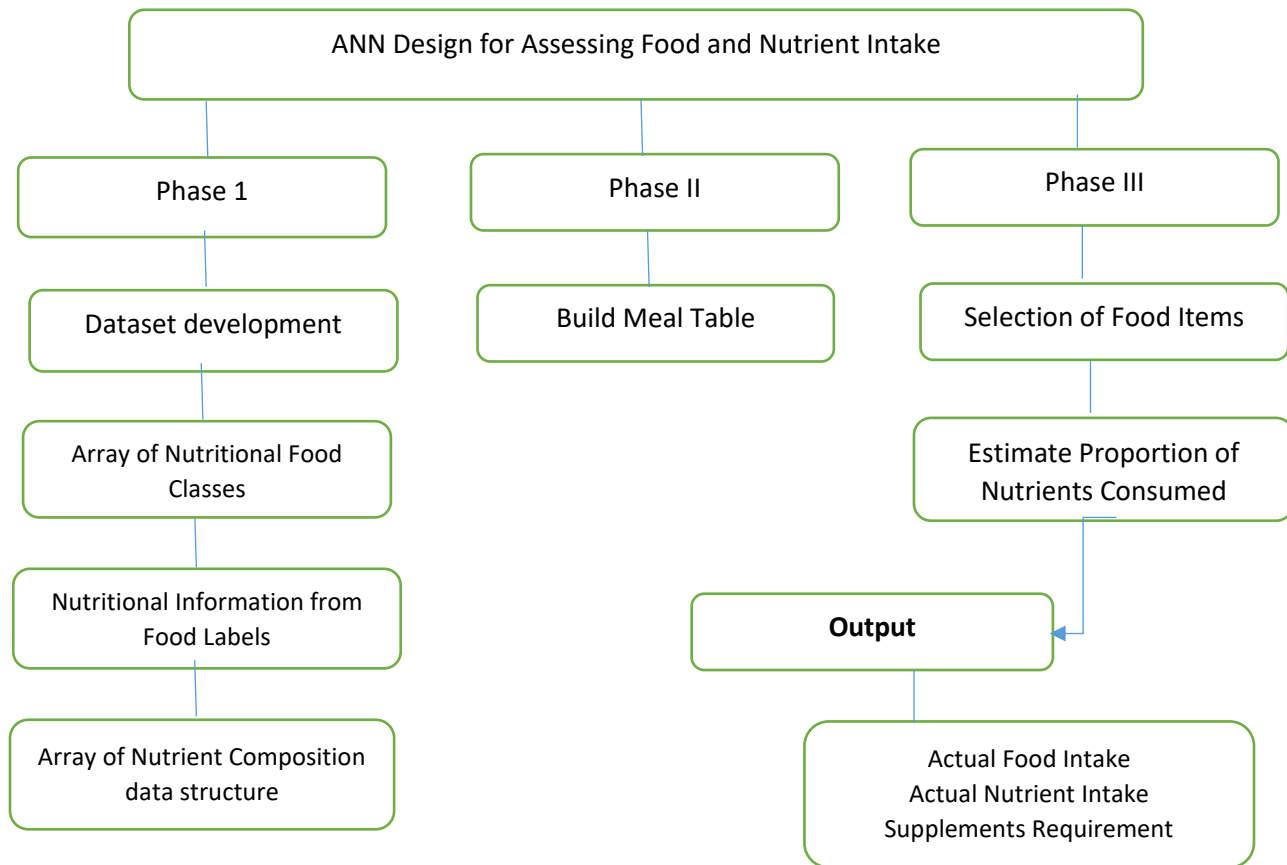 ANN Design for Assessing Food and Nutrient Intake
Phase 1
Phase II
Phase III
Dataset development
Build Meal Table
Selection of Food Items
Array of Nutritional Food
Classes
Estimate Proportion of
Nutrients Consumed
Nutritional Information from
Food Labels
Output
Array of Nutrient Composition
data structure
Actual Food Intake
Actual Nutrient Intake
Supplements Requirement